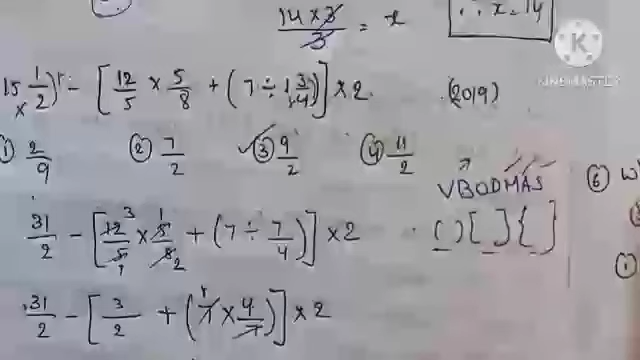 14 × 3 / 3 = x ∴ x = 14
15 1/2 - [12/5 × 5/8 + (7 ÷ 1 3/4)] × 2 (2019)
① 2/9 ② 7/2 ③ 9/2 ④ 11/2
VBODMAS
31/2 - [12/5 × 5/8 + (7 ÷ 7/4)] × 2 ( ) [ ] { }
31/2 - [3/2 + (7 × 4/7)] × 2
⑥
①
KINEMASTER